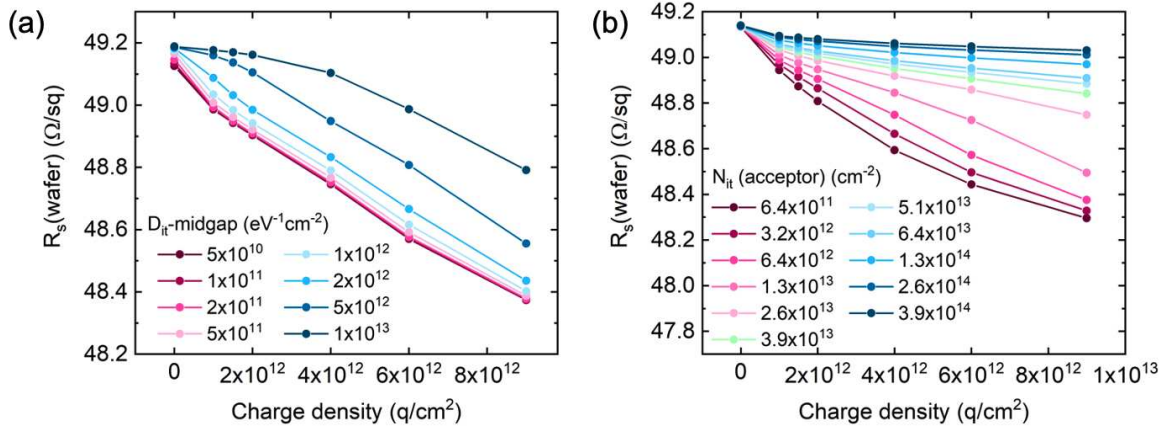 (a)
49.2
49.0
48.8
48.6
48.4
48.2
Rs(wafer) (Ω/sq)
Dit-midgap (eV⁻¹cm⁻²)
5x10¹⁰
1x10¹¹
2x10¹¹
5x10¹¹
1x10¹²
2x10¹²
5x10¹²
1x10¹³
0
2x10¹²
4x10¹²
6x10¹²
8x10¹²
Charge density (q/cm²)
(b)
49.2
49.0
48.8
48.6
48.4
48.2
48.0
47.8
Rs(wafer) (Ω/sq)
Nit (acceptor) (cm⁻²)
6.4x10¹¹
3.2x10¹²
6.4x10¹²
1.3x10¹³
2.6x10¹³
3.9x10¹³
5.1x10¹³
6.4x10¹³
1.3x10¹⁴
2.6x10¹⁴
3.9x10¹⁴
0
2x10¹²
4x10¹²
6x10¹²
8x10¹²
1x10¹³
Charge density (q/cm²)